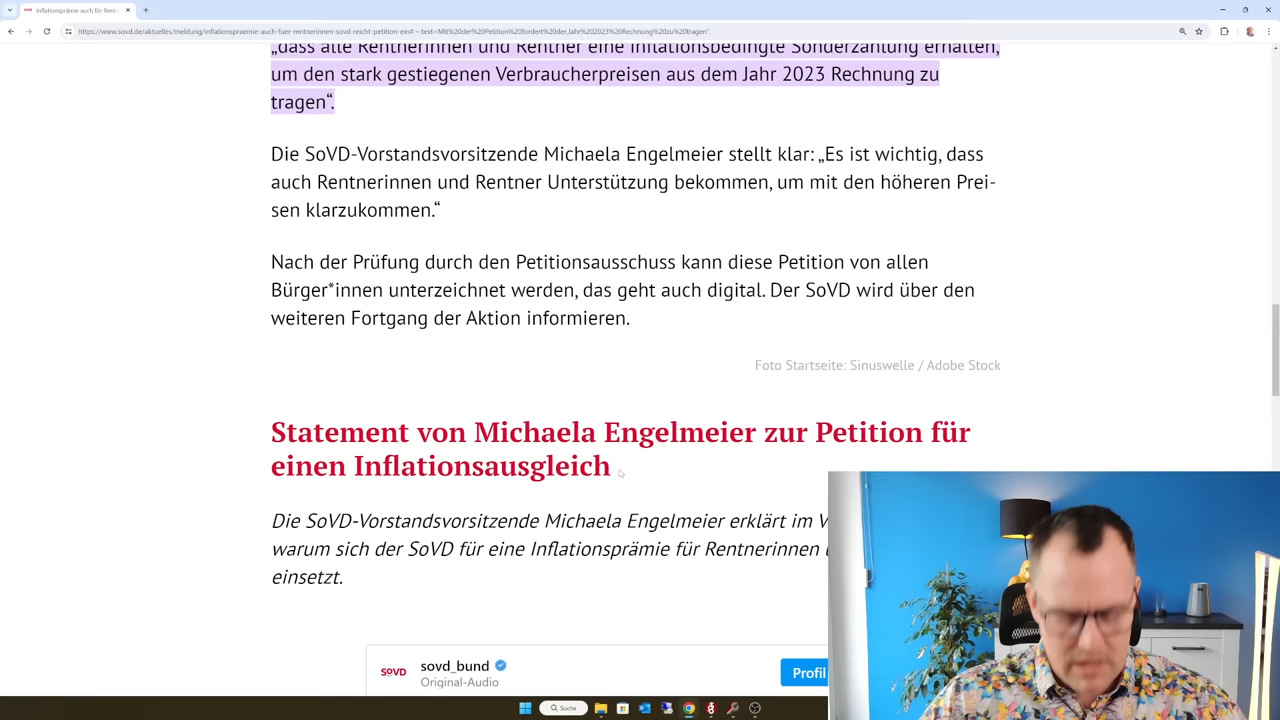 Inflationsprämie auch für Rentn
https://www.sovd.de/aktuelles/meldung/inflationspraemie-auch-fuer-rentnerinnen-sovd-reicht-petition-ein#:~:text=Mit%20der%20Petition%20fordert%20der,Jahr%202023%20Rechnung%20zu%20tragen".
„dass alle Rentnerinnen und Rentner eine inflationsbedingte Sonderzahlung erhalten,
um den stark gestiegenen Verbraucherpreisen aus dem Jahr 2023 Rechnung zu
tragen“.
Die SoVD-Vorstandsvorsitzende Michaela Engelmeier stellt klar: „Es ist wichtig, dass
auch Rentnerinnen und Rentner Unterstützung bekommen, um mit den höheren Prei-
sen klarzukommen.“
Nach der Prüfung durch den Petitionsausschuss kann diese Petition von allen
Bürger*innen unterzeichnet werden, das geht auch digital. Der SoVD wird über den
weiteren Fortgang der Aktion informieren.
Foto Startseite: Sinuswelle / Adobe Stock
Statement von Michaela Engelmeier zur Petition für
einen Inflationsausgleich
Die SoVD-Vorstandsvorsitzende Michaela Engelmeier erklärt im V
warum sich der SoVD für eine Inflationsprämie für Rentnerinnen
einsetzt.
SoVD
sovd_bund
Original-Audio
Profil
Suche